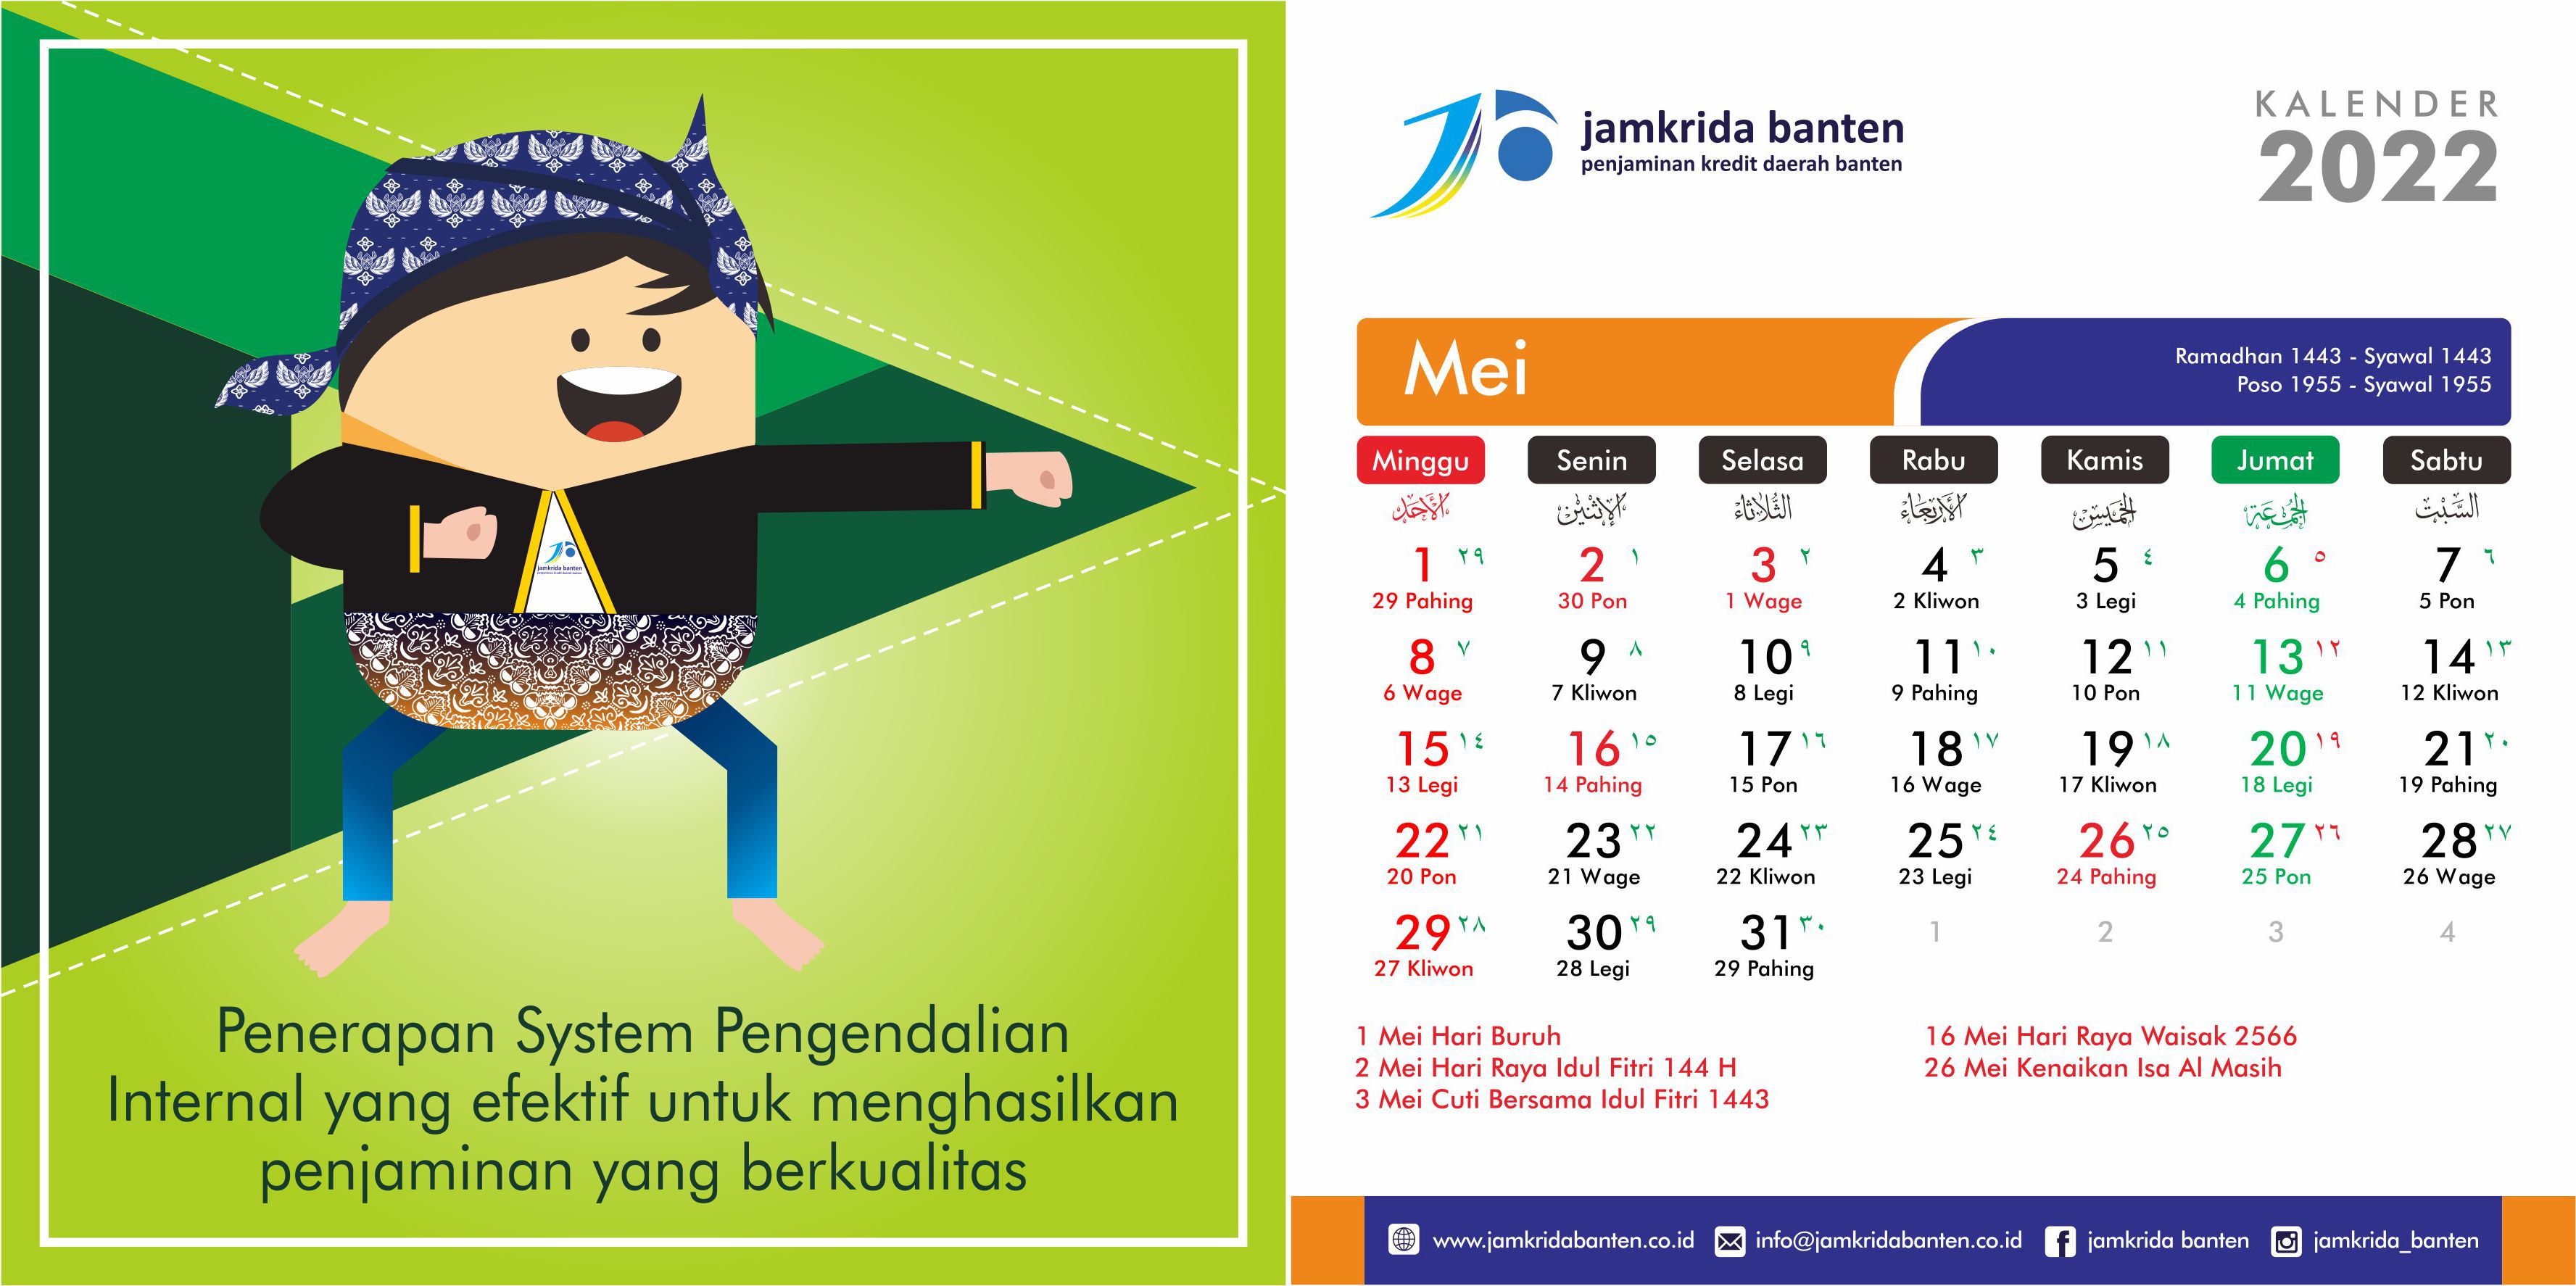 jamkrida banten
Penerapan System Pengendalian
Internal yang efektif untuk menghasilkan
penjaminan yang berkualitas
jamkrida banten
penjaminan kredit daerah banten
KALENDER
2022
Mei
Ramadhan 1443 - Syawal 1443
Poso 1955 - Syawal 1955
Minggu Senin Selasa Rabu Kamis Jumat Sabtu
الأحد الإثنين الثلاثاء الأربعاء الخميس الجمعة السبت
1 ٢٩ 2 ١ 3 ٢ 4 ٣ 5 ٤ 6 ٥ 7 ٦
29 Pahing 30 Pon 1 Wage 2 Kliwon 3 Legi 4 Pahing 5 Pon
8 ٧ 9 ٨ 10 ٩ 11 ١٠ 12 ١١ 13 ١٢ 14 ١٣
6 Wage 7 Kliwon 8 Legi 9 Pahing 10 Pon 11 Wage 12 Kliwon
15 ١٤ 16 ١٥ 17 ١٦ 18 ١٧ 19 ١٨ 20 ١٩ 21 ٢٠
13 Legi 14 Pahing 15 Pon 16 Wage 17 Kliwon 18 Legi 19 Pahing
22 ٢١ 23 ٢٢ 24 ٢٣ 25 ٢٤ 26 ٢٥ 27 ٢٦ 28 ٢٧
20 Pon 21 Wage 22 Kliwon 23 Legi 24 Pahing 25 Pon 26 Wage
29 ٢٨ 30 ٢٩ 31 ٣٠ 1 2 3 4
27 Kliwon 28 Legi 29 Pahing
1 Mei Hari Buruh
2 Mei Hari Raya Idul Fitri 144 H
3 Mei Cuti Bersama Idul Fitri 1443
16 Mei Hari Raya Waisak 2566
26 Mei Kenaikan Isa Al Masih
www.jamkridabanten.co.id info@jamkridabanten.co.id jamkrida banten jamkrida_banten